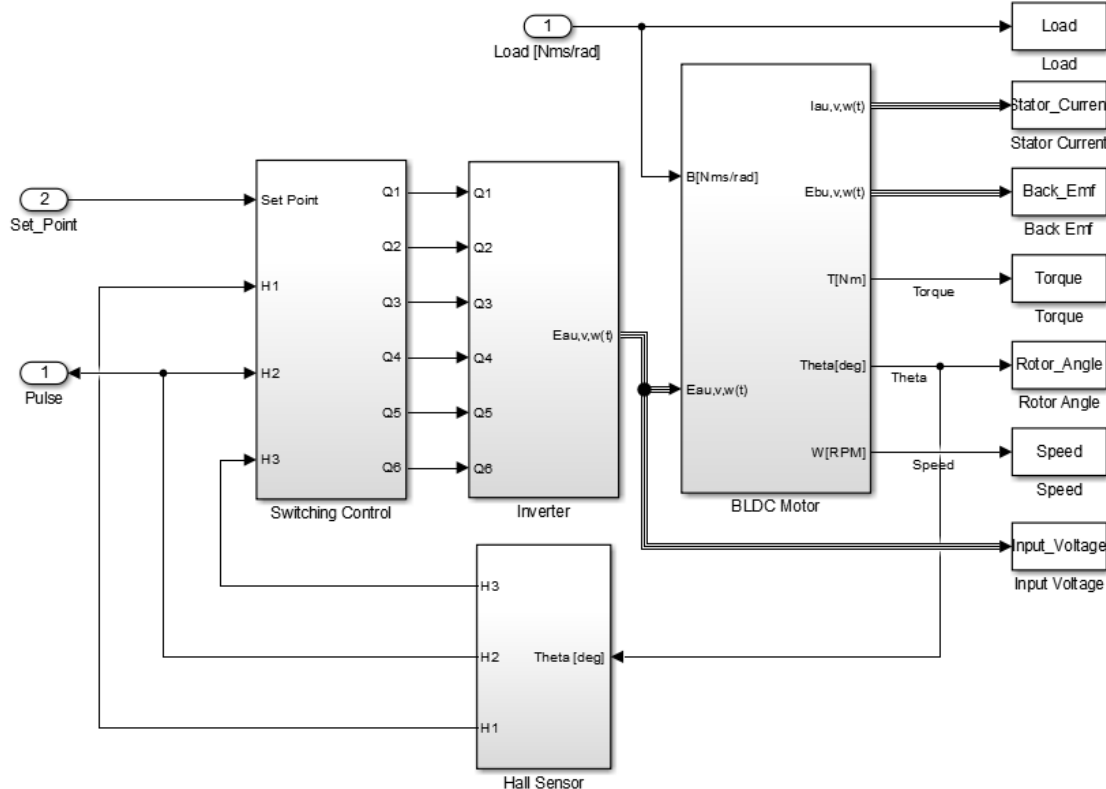 1
Load [Nms/rad]
Load
Load
Iau,v,w(t)
Stator_Curren
Stator Current
B[Nms/rad]
Ebu,v,w(t)
Back_Emf
Back Emf
T[Nm]
Torque
Torque
Torque
Theta[deg]
Theta
Rotor_Angle
Rotor Angle
Eau,v,w(t)
W[RPM]
Speed
Speed
Speed
BLDC Motor
Input_Voltage
Input Voltage
2
Set_Point
Set Point
H1
H2
H3
Q1
Q2
Q3
Q4
Q5
Q6
Switching Control
Q1
Q2
Q3
Q4
Q5
Q6
Eau,v,w(t)
Inverter
1
Pulse
H3
H2
H1
Theta [deg]
Hall Sensor